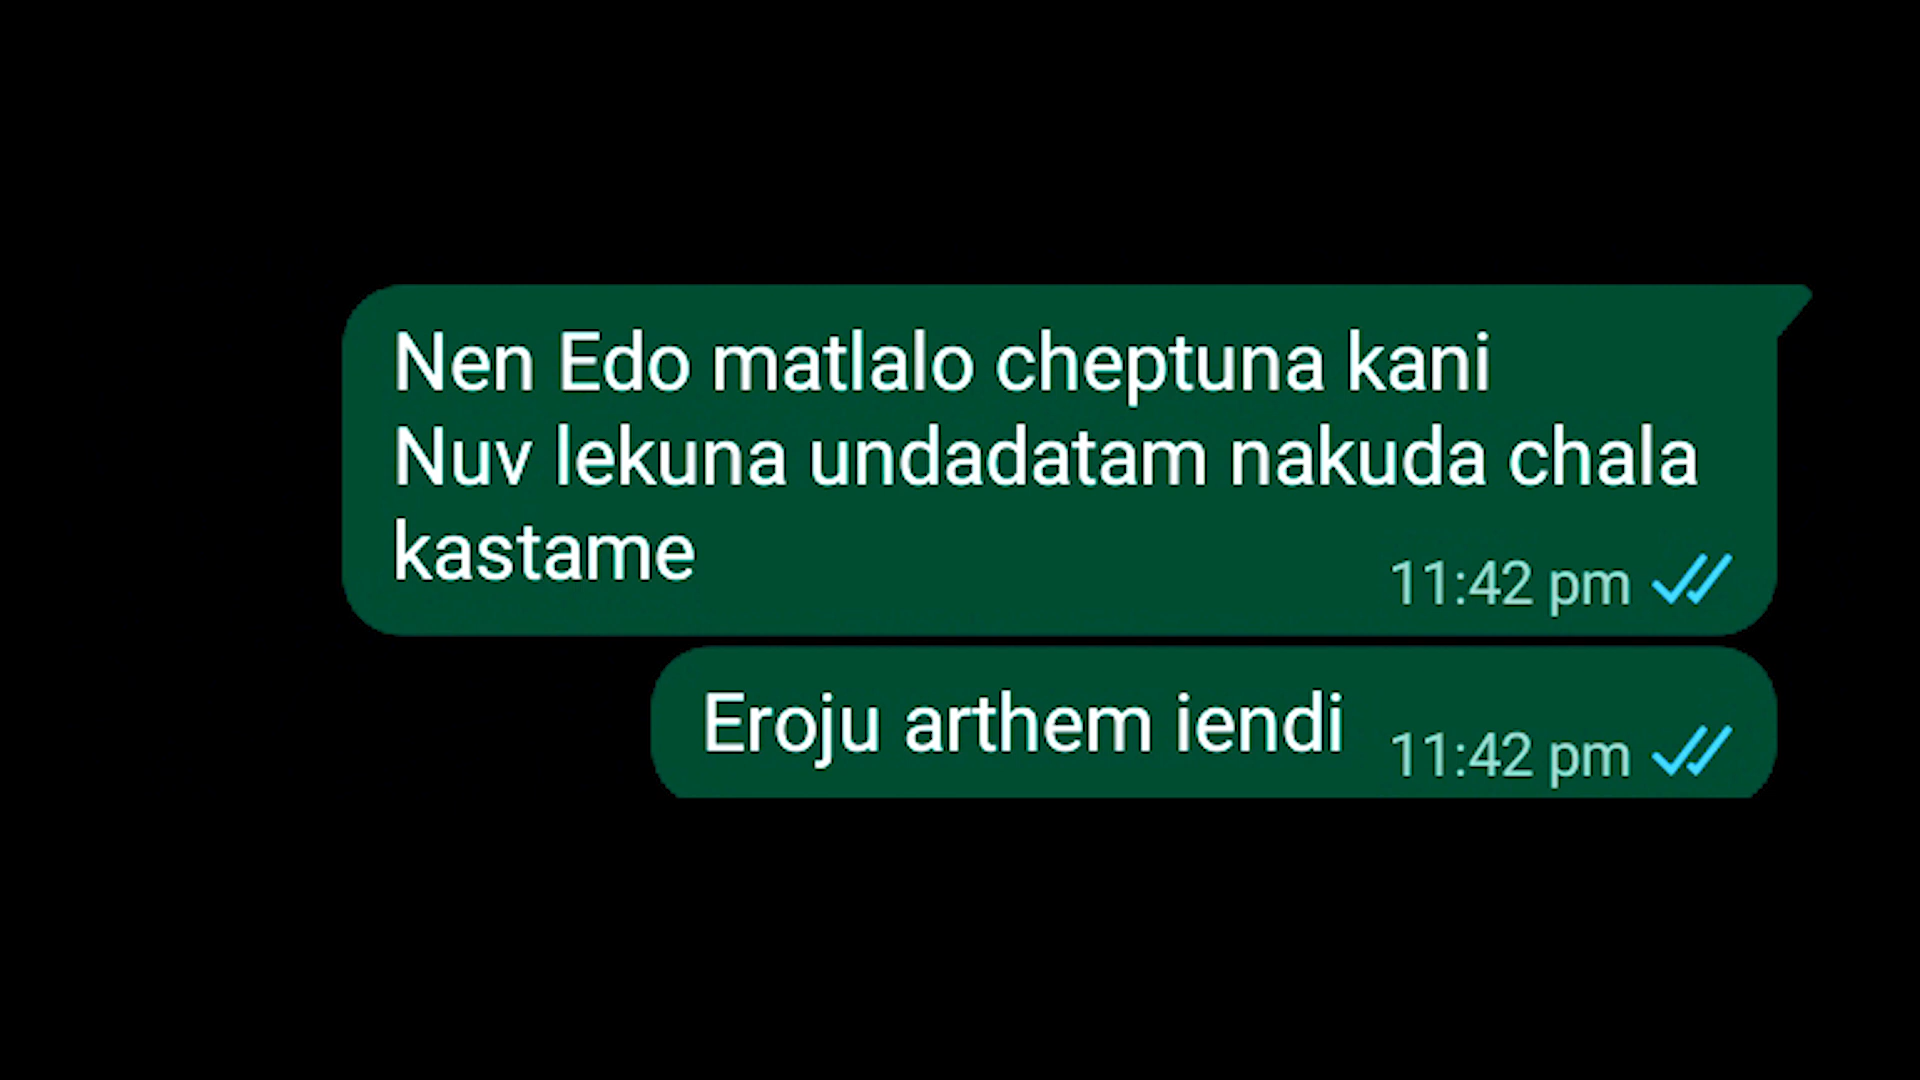 Nen Edo matlalo cheptuna kani
Nuv lekuna undadatam nakuda chala
kastame
11:42 pm
Eroju arthem iendi
11:42 pm